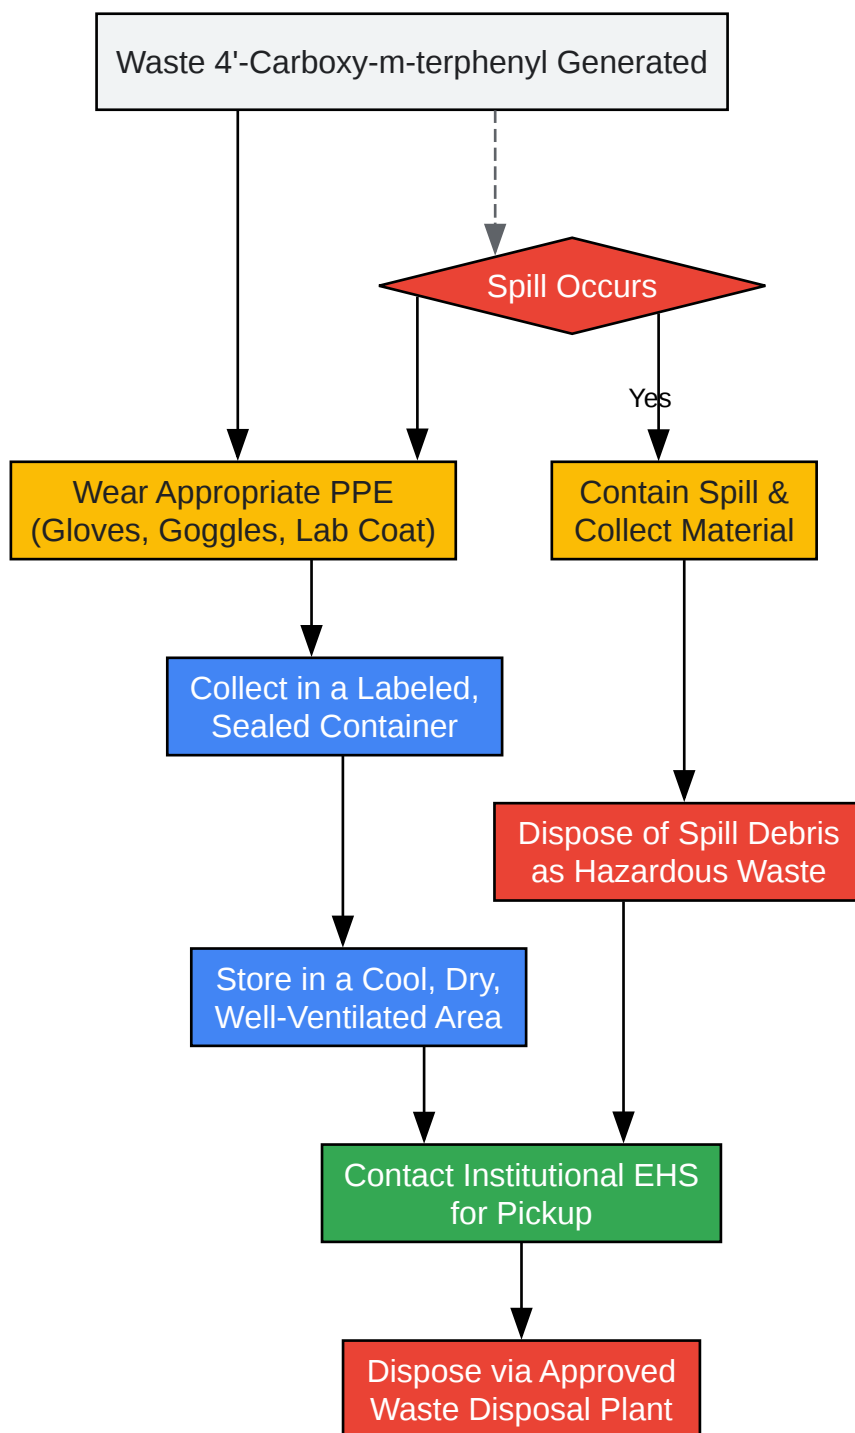 Waste 4'-Carboxy-m-terphenyl Generated
Spill Occurs
Yes
Wear Appropriate PPE
(Gloves, Goggles, Lab Coat)
Contain Spill &
Collect Material
Collect in a Labeled,
Sealed Container
Dispose of Spill Debris
as Hazardous Waste
Store in a Cool, Dry,
Well-Ventilated Area
Contact Institutional EHS
for Pickup
Dispose via Approved
Waste Disposal Plant